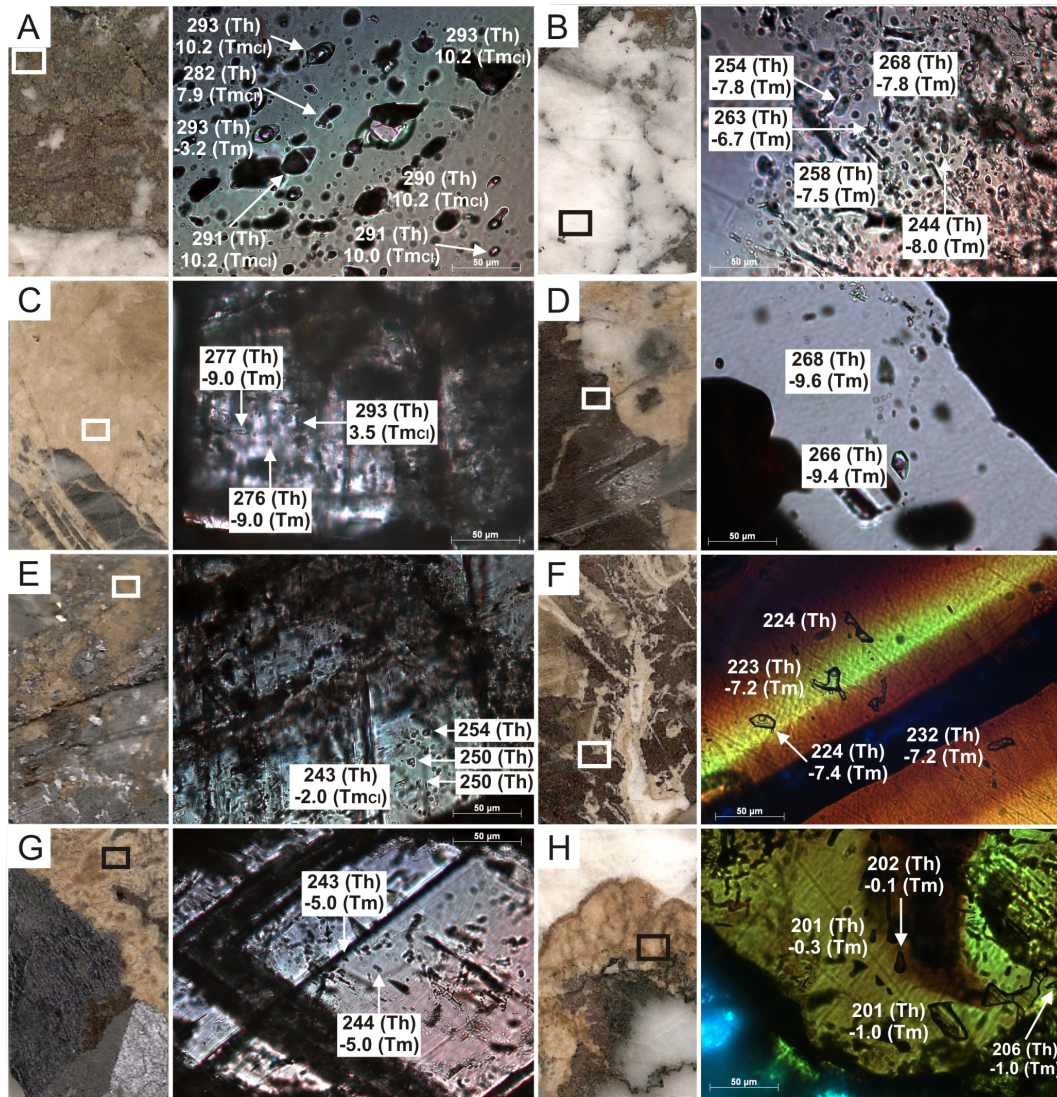 A
293 (Th)
10.2 (TmCl)
282 (Th)
7.9 (TmCl)
293 (Th)
-3.2 (Tm)
291 (Th)
10.2 (TmCl)
293 (Th)
10.2 (TmCl)
290 (Th)
10.2 (TmCl)
291 (Th)
10.0 (TmCl)
50 µm
B
254 (Th)
-7.8 (Tm)
263 (Th)
-6.7 (Tm)
268 (Th)
-7.8 (Tm)
258 (Th)
-7.5 (Tm)
244 (Th)
-8.0 (Tm)
50 µm
C
277 (Th)
-9.0 (Tm)
293 (Th)
3.5 (TmCl)
276 (Th)
-9.0 (Tm)
50 µm
D
268 (Th)
-9.6 (Tm)
266 (Th)
-9.4 (Tm)
50 µm
E
254 (Th)
250 (Th)
250 (Th)
243 (Th)
-2.0 (TmCl)
50 µm
F
224 (Th)
223 (Th)
-7.2 (Tm)
224 (Th)
-7.4 (Tm)
232 (Th)
-7.2 (Tm)
50 µm
G
243 (Th)
-5.0 (Tm)
244 (Th)
-5.0 (Tm)
50 µm
H
202 (Th)
-0.1 (Tm)
201 (Th)
-0.3 (Tm)
201 (Th)
-1.0 (Tm)
206 (Th)
-1.0 (Tm)
50 µm